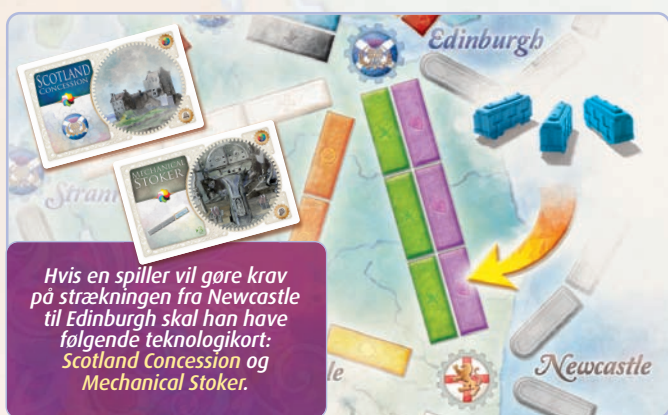 Edinburgh
SCOTLAND
CONCESSION
MECHANICAL
STOKER
Hvis en spiller vil gøre krav
på strækningen fra Newcastle
til Edinburgh skal han have
følgende teknologikort:
Scotland Concession og
Mechanical Stoker.
Newcastle